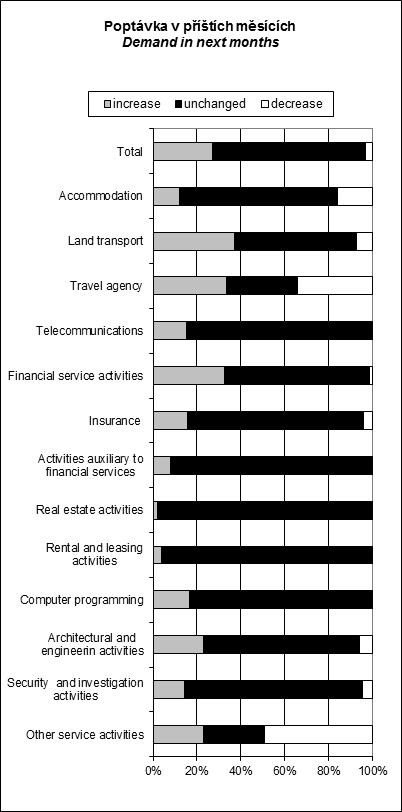 Poptávka v příštích měsících
Demand in next months
increase unchanged decrease
Total
Accommodation
Land transport
Travel agency
Telecommunications
Financial service activities
Insurance
Activities auxiliary to
financial services
Real estate activities
Rental and leasing
activities
Computer programming
Architectural and
engineerin activities
Security and investigation
activities
Other service activities
0% 20% 40% 60% 80% 100%